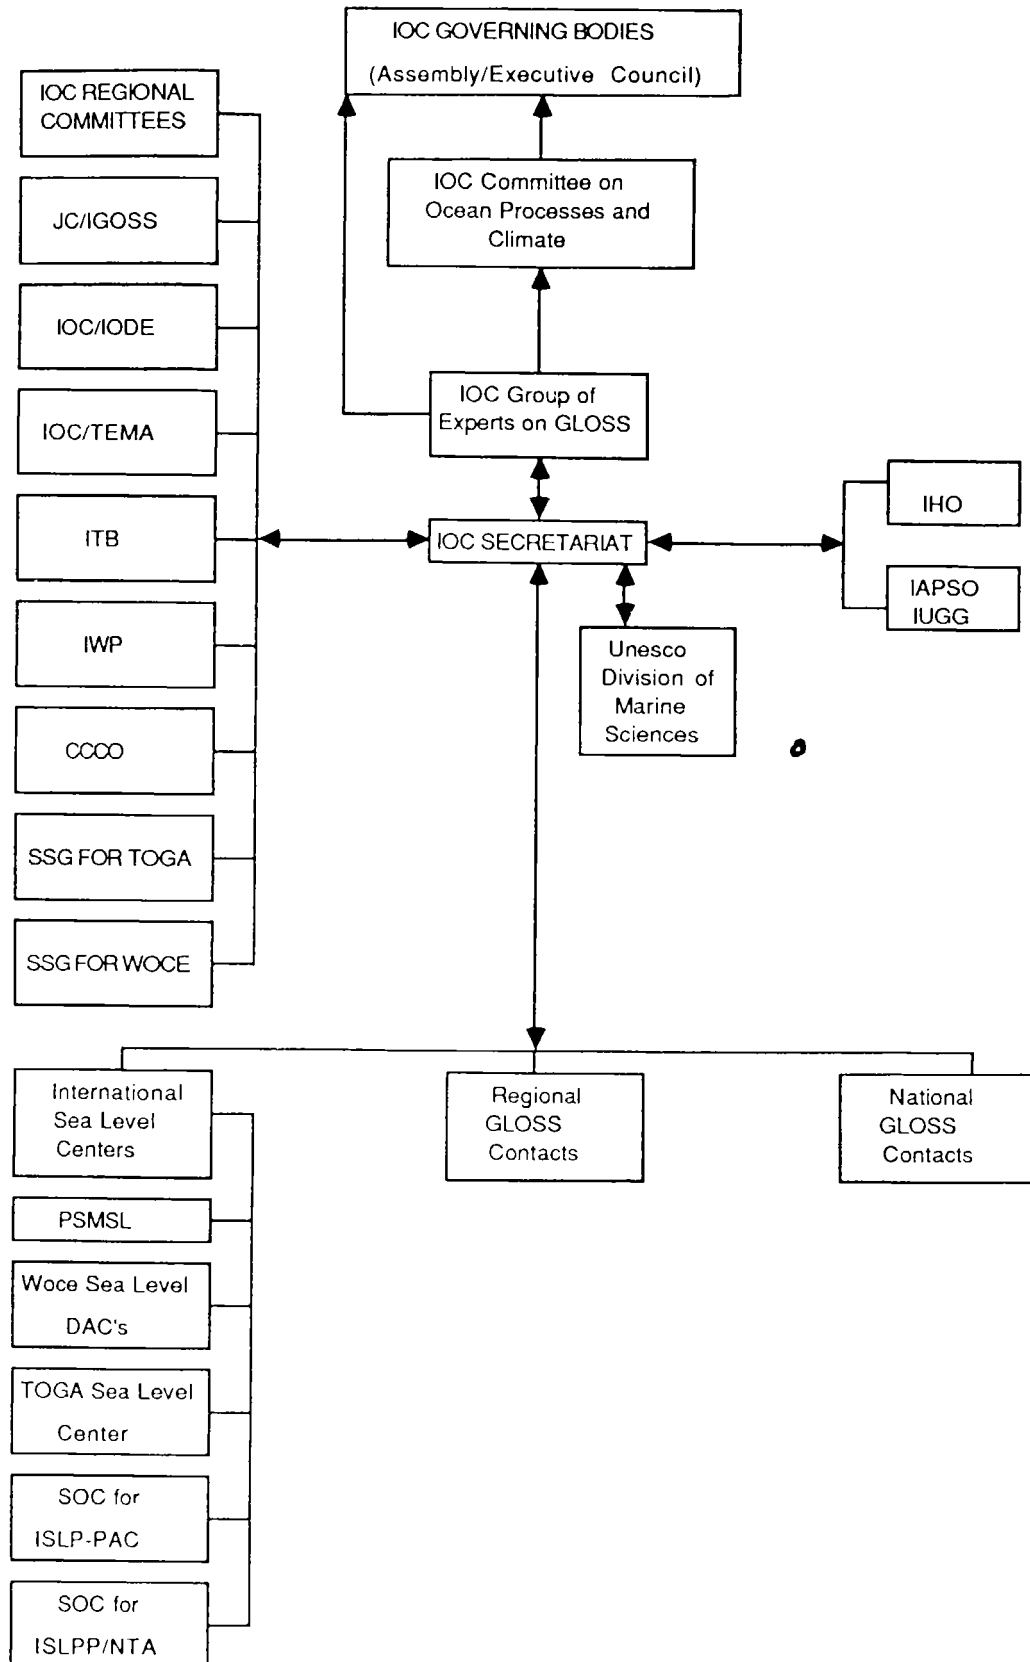 IOC GOVERNING BODIES
(Assembly/Executive Council)
IOC REGIONAL
COMMITTEES
JC/IGOSS
IOC/IODE
IOC/TEMA
ITB
IWP
CCCO
SSG FOR TOGA
SSG FOR WOCE
IOC Committee on
Ocean Processes and
Climate
IOC Group of
Experts on GLOSS
IOC SECRETARIAT
IHO
IAPSO
IUGG
Unesco
Division of
Marine
Sciences
International
Sea Level
Centers
Regional
GLOSS
Contacts
National
GLOSS
Contacts
PSMSL
Woce Sea Level
DAC's
TOGA Sea Level
Center
SOC for
ISLP-PAC
SOC for
ISLPP/NTA